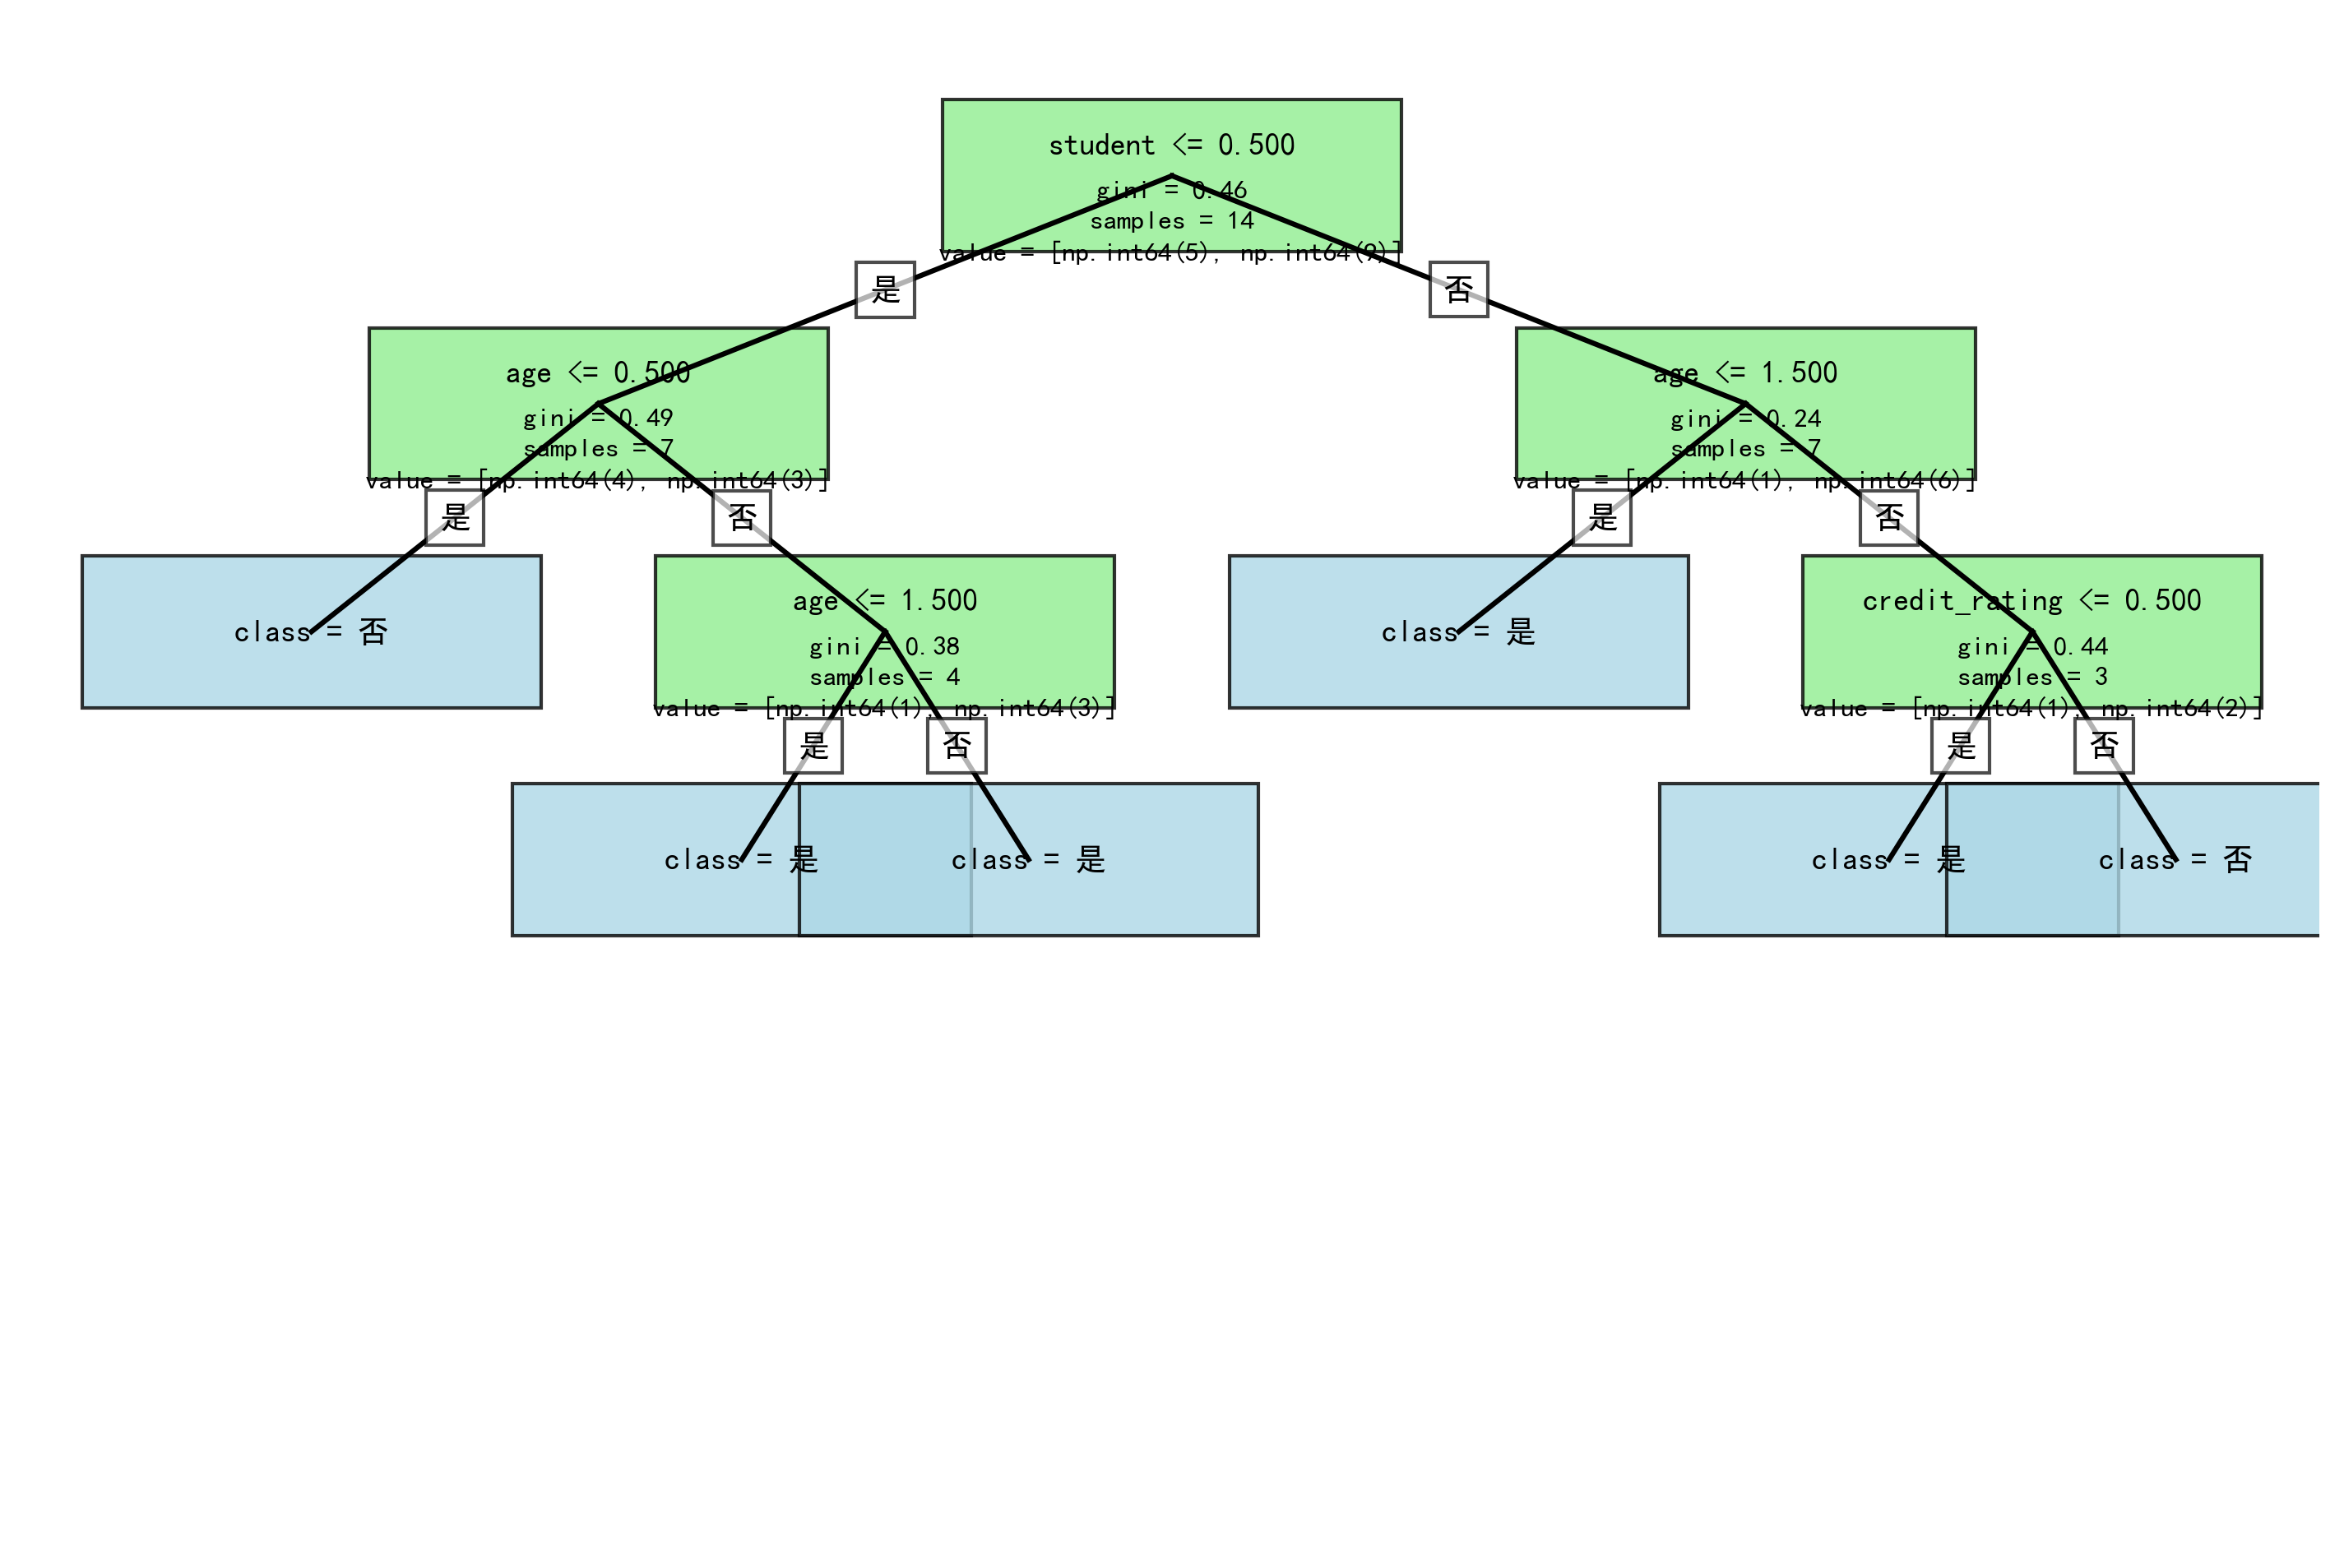 student <= 0.500
gini = 0.46
samples = 14
value = [np.int64(5), np.int64(9)]
是
否
age <= 0.500
gini = 0.49
samples = 7
value = [np.int64(4), np.int64(3)]
age <= 1.500
gini = 0.24
samples = 7
value = [np.int64(1), np.int64(6)]
是
否
是
否
class = 否
age <= 1.500
gini = 0.38
samples = 4
value = [np.int64(1), np.int64(3)]
class = 是
credit_rating <= 0.500
gini = 0.44
samples = 3
value = [np.int64(1), np.int64(2)]
是
否
是
否
class = 是
class = 是
class = 是
class = 否